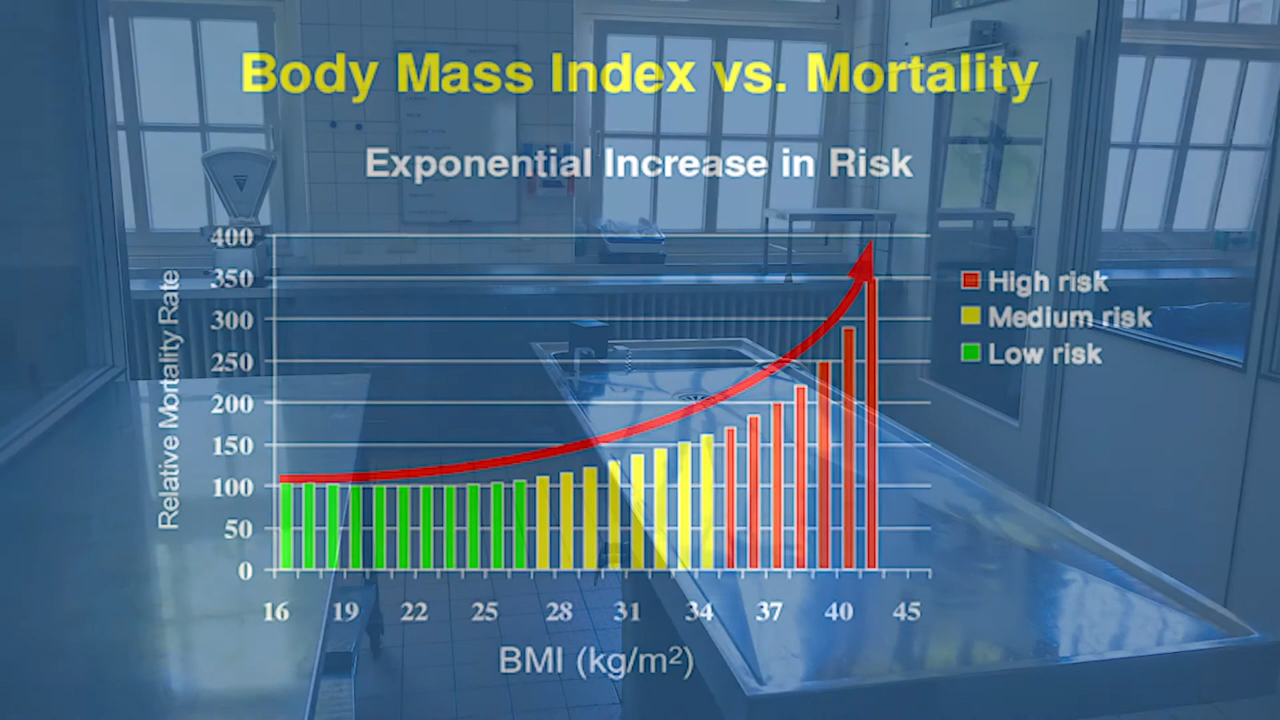 Body Mass Index vs. Mortality
Exponential Increase in Risk
Relative Mortality Rate
400
350
300
250
200
150
100
50
0
16 19 22 25 28 31 34 37 40 45
BMI (kg/m²)
High risk
Medium risk
Low risk